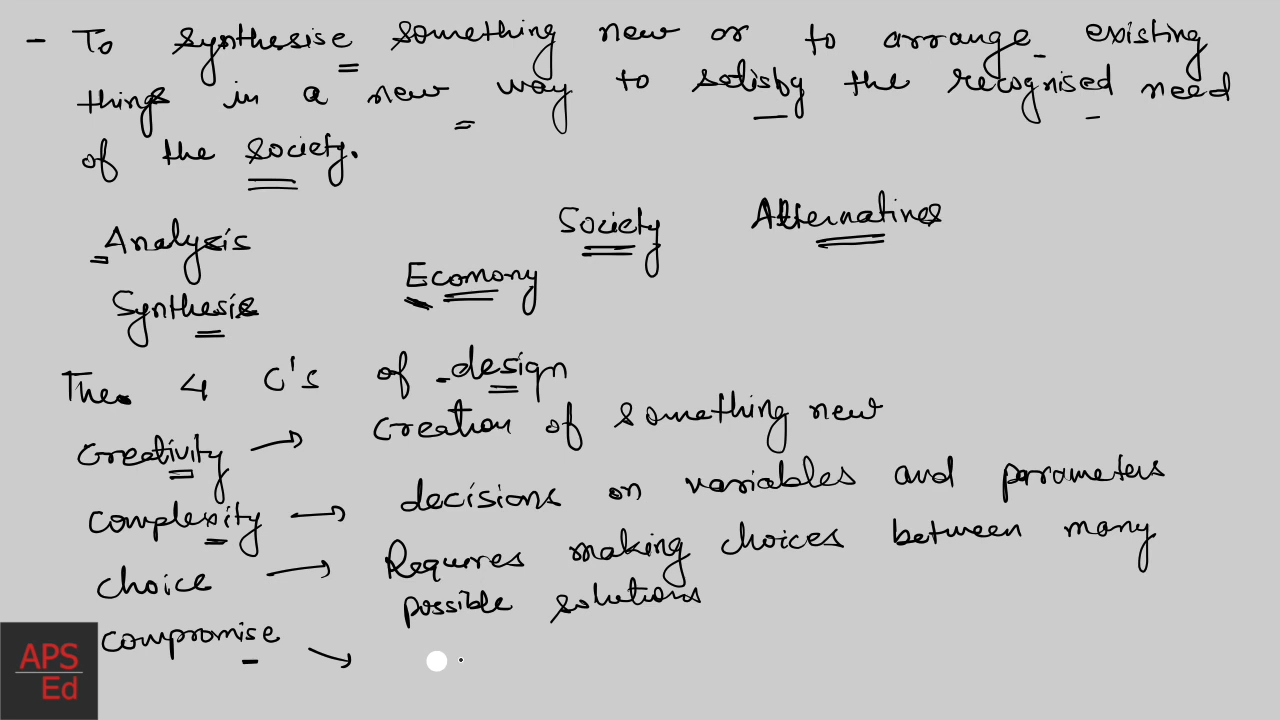 - To synthesise something new or to arrange existing
things in a new way to satisfy the recognised need
of the society.
Society Alternatives
Analysis
Economy
Synthesis
The 4 C's of design
Creativity → Creation of something new
Complexity → decisions on variables and parameters
choice → Requires making choices between many
possible solutions
compromise →
APS
Ed